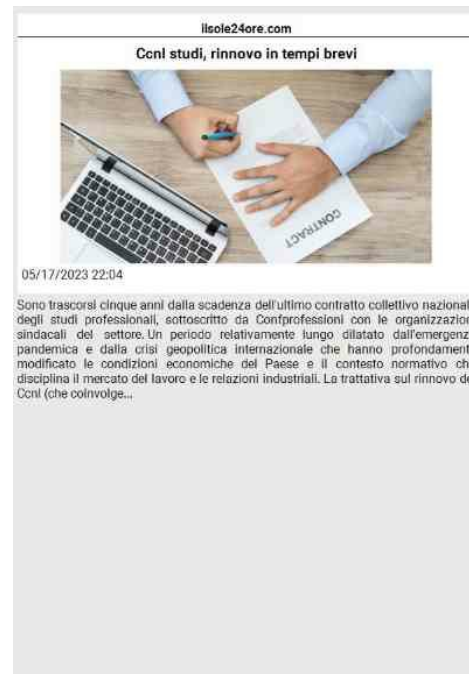 ilsole24ore.com
Ccnl studi, rinnovo in tempi brevi
CONTRACT
05/17/2023 22:04
Sono trascorsi cinque anni dalla scadenza dell'ultimo contratto collettivo nazional
degli studi professionali, sottoscritto da Confprofessioni con le organizzazion
sindacali del settore. Un periodo relativamente lungo dilatato dall'emergenz
pandemica e dalla crisi geopolitica internazionale che hanno profondament
modificato le condizioni economiche del Paese e il contesto normativo ch
disciplina il mercato del lavoro e le relazioni industriali. La trattativa sul rinnovo de
Ccnl (che coinvolge...